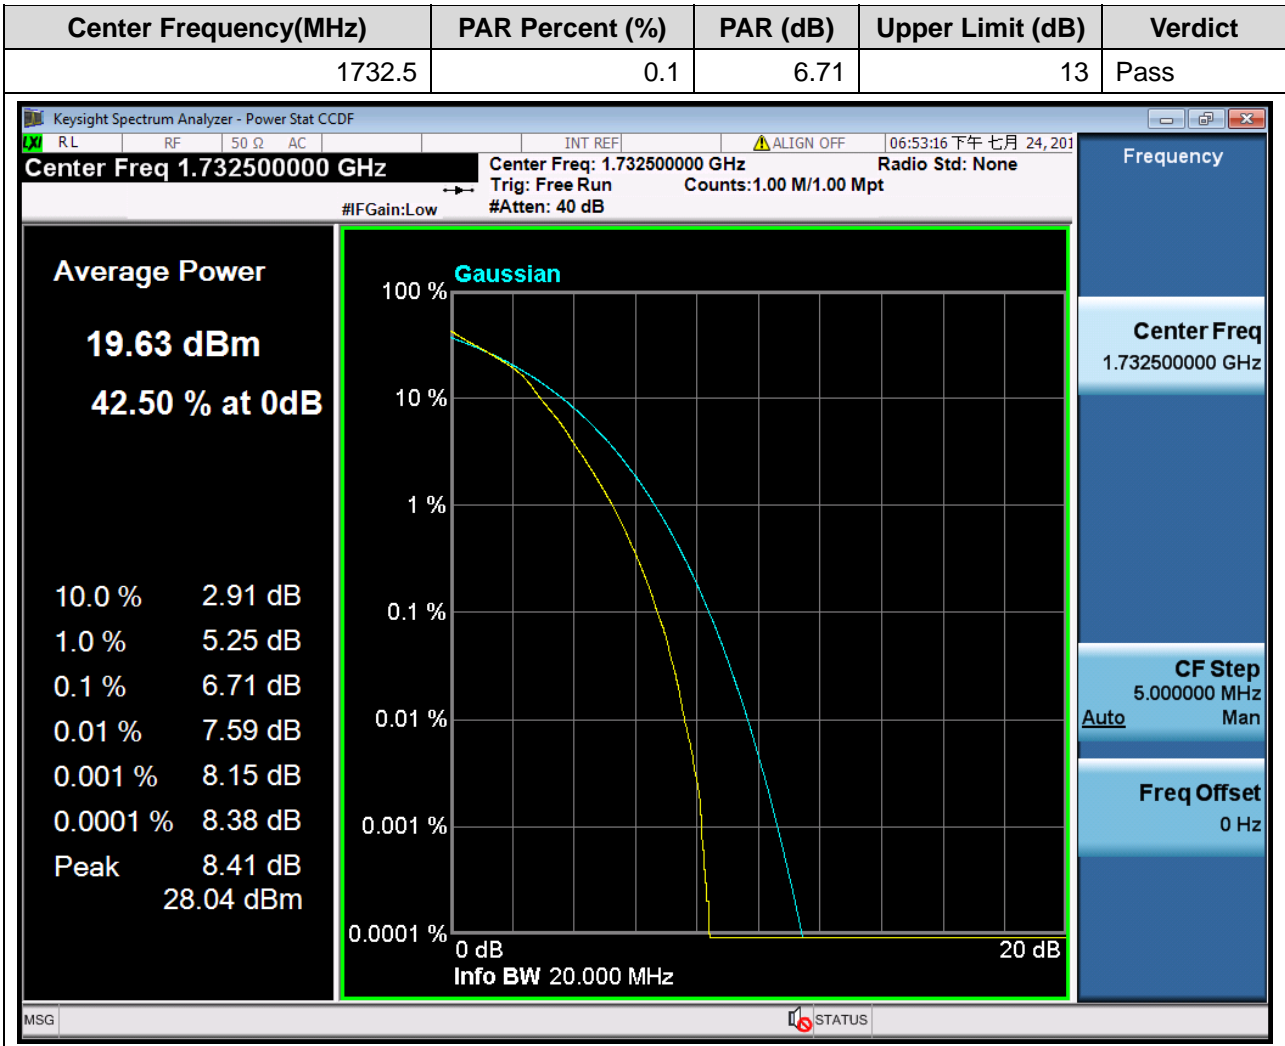 Center Frequency(MHz) PAR Percent (%) PAR (dB) Upper Limit (dB) Verdict
1732.5 0.1 6.71 13 Pass
Keysight Spectrum Analyzer - Power Stat CCDF
LXI RL RF 50 Ω AC INT REF ALIGN OFF 06:53:16 下午 七月 24, 201
Center Freq 1.732500000 GHz
Center Freq: 1.732500000 GHz Radio Std: None
Trig: Free Run Counts:1.00 M/1.00 Mpt
#IFGain:Low #Atten: 40 dB
Average Power
19.63 dBm
42.50 % at 0dB
10.0 % 2.91 dB
1.0 % 5.25 dB
0.1 % 6.71 dB
0.01 % 7.59 dB
0.001 % 8.15 dB
0.0001 % 8.38 dB
Peak 8.41 dB
28.04 dBm
Gaussian
100 %
10 %
1 %
0.1 %
0.01 %
0.001 %
0.0001 %
0 dB 20 dB
Info BW 20.000 MHz
Frequency
Center Freq
1.732500000 GHz
CF Step
5.000000 MHz
Auto Man
Freq Offset
0 Hz
MSG STATUS